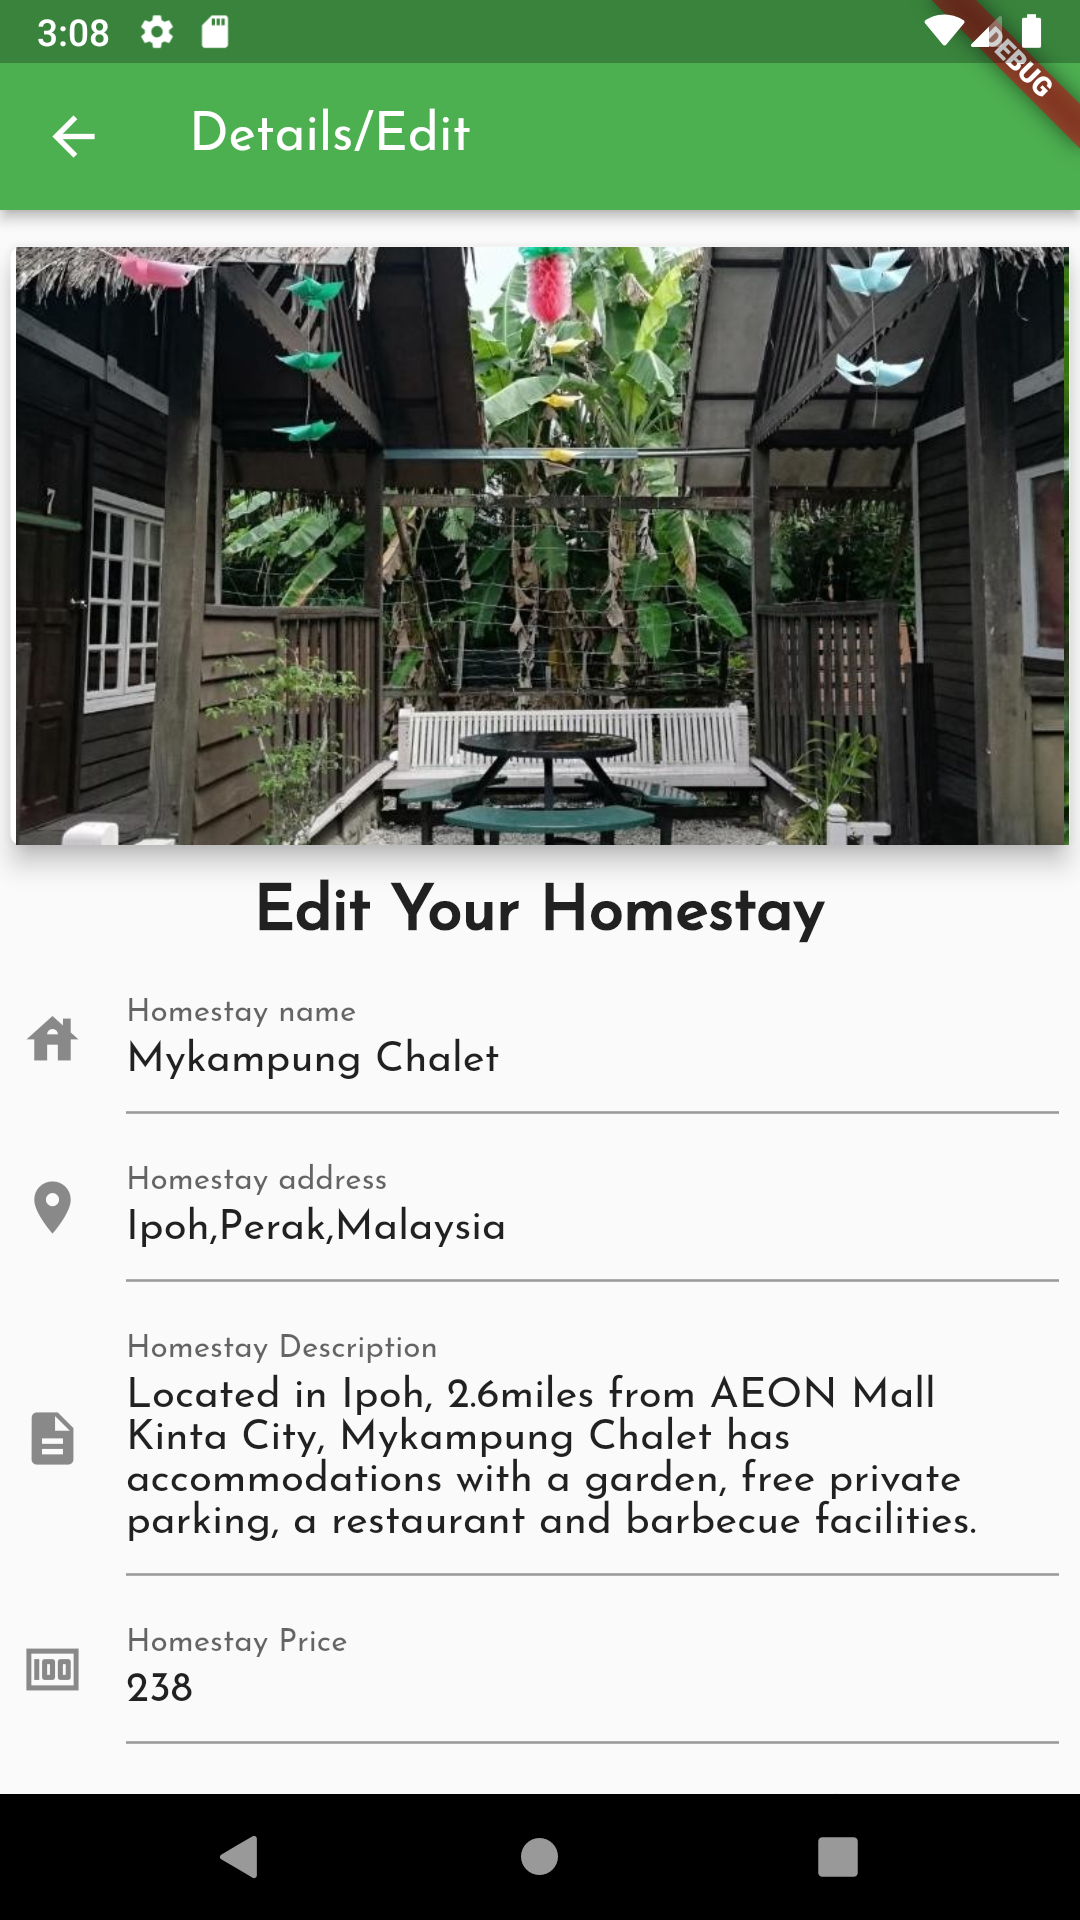 3:08
DEBUG
Details/Edit
7
Edit Your Homestay
Homestay name
Mykampung Chalet
Homestay address
Ipoh,Perak,Malaysia
Homestay Description
Located in Ipoh, 2.6miles from AEON Mall
Kinta City, Mykampung Chalet has
accommodations with a garden, free private
parking, a restaurant and barbecue facilities.
Homestay Price
100
238